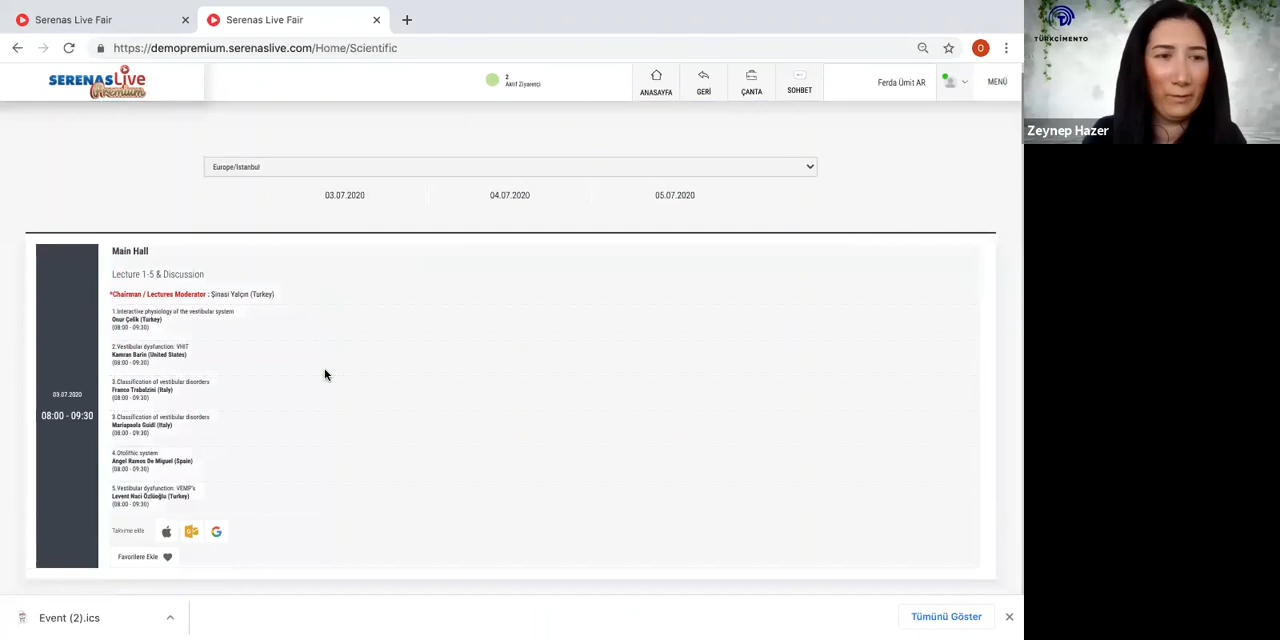 Serenas Live Fair
Serenas Live Fair
https://demopremium.serenaslive.com/Home/Scientific
O
TÜRKÇİMENTO
Zeynep Hazer
SERENASLive
Premium
2
Aktif Ziyaretçi
ANASAYFA
GERİ
ÇANTA
SOHBET
Ferda Ümit AR
MENÜ
Europe/Istanbul
03.07.2020
04.07.2020
05.07.2020
03.07.2020
08:00 - 09:30
Main Hall
Lecture 1-5 & Discussion
*Chairman / Lectures Moderator : Şinasi Yalçın (Turkey)
1.Interactive physiology of the vestibular system
Onur Çelik (Turkey)
(08:00 - 09:30)
2.Vestibular dysfunction: VHIT
Kamran Barin (United States)
(08:00 - 09:30)
3.Classification of vestibular disorders
Franco Trabalzini (Italy)
(08:00 - 09:30)
3.Classification of vestibular disorders
Mariapaola Guidi (Italy)
(08:00 - 09:30)
4.Otolithic system
Angel Ramos De Miguel (Spain)
(08:00 - 09:30)
5.Vestibular dysfunction: VEMP's
Levent Naci Özlüoğlu (Turkey)
(08:00 - 09:30)
Takvime ekle
Favorilere Ekle
Event (2).ics
Tümünü Göster